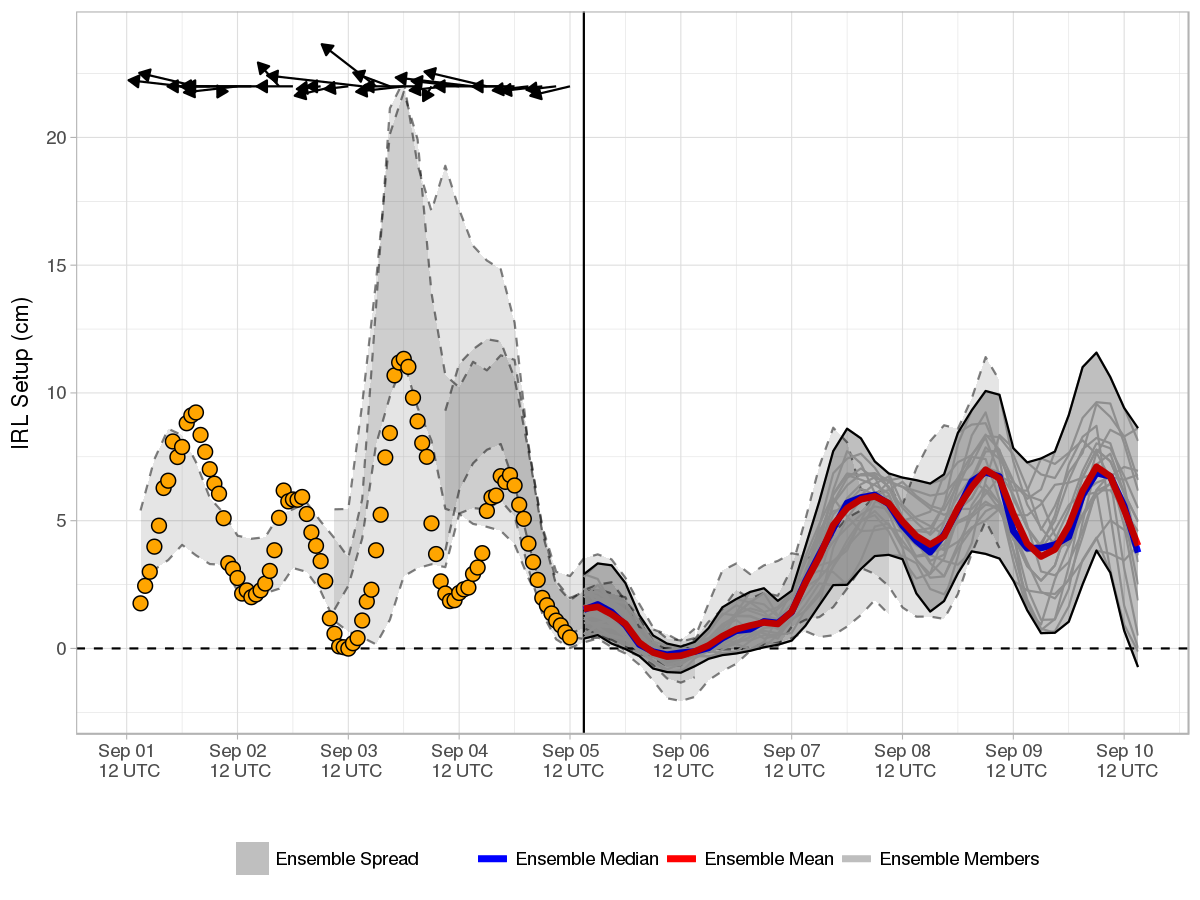 IRL Setup (cm)
20
15
10
5
0
Sep 01 Sep 02 Sep 03 Sep 04 Sep 05 Sep 06 Sep 07 Sep 08 Sep 09 Sep 10
12 UTC 12 UTC 12 UTC 12 UTC 12 UTC 12 UTC 12 UTC 12 UTC 12 UTC 12 UTC
Ensemble Spread Ensemble Median Ensemble Mean Ensemble Members